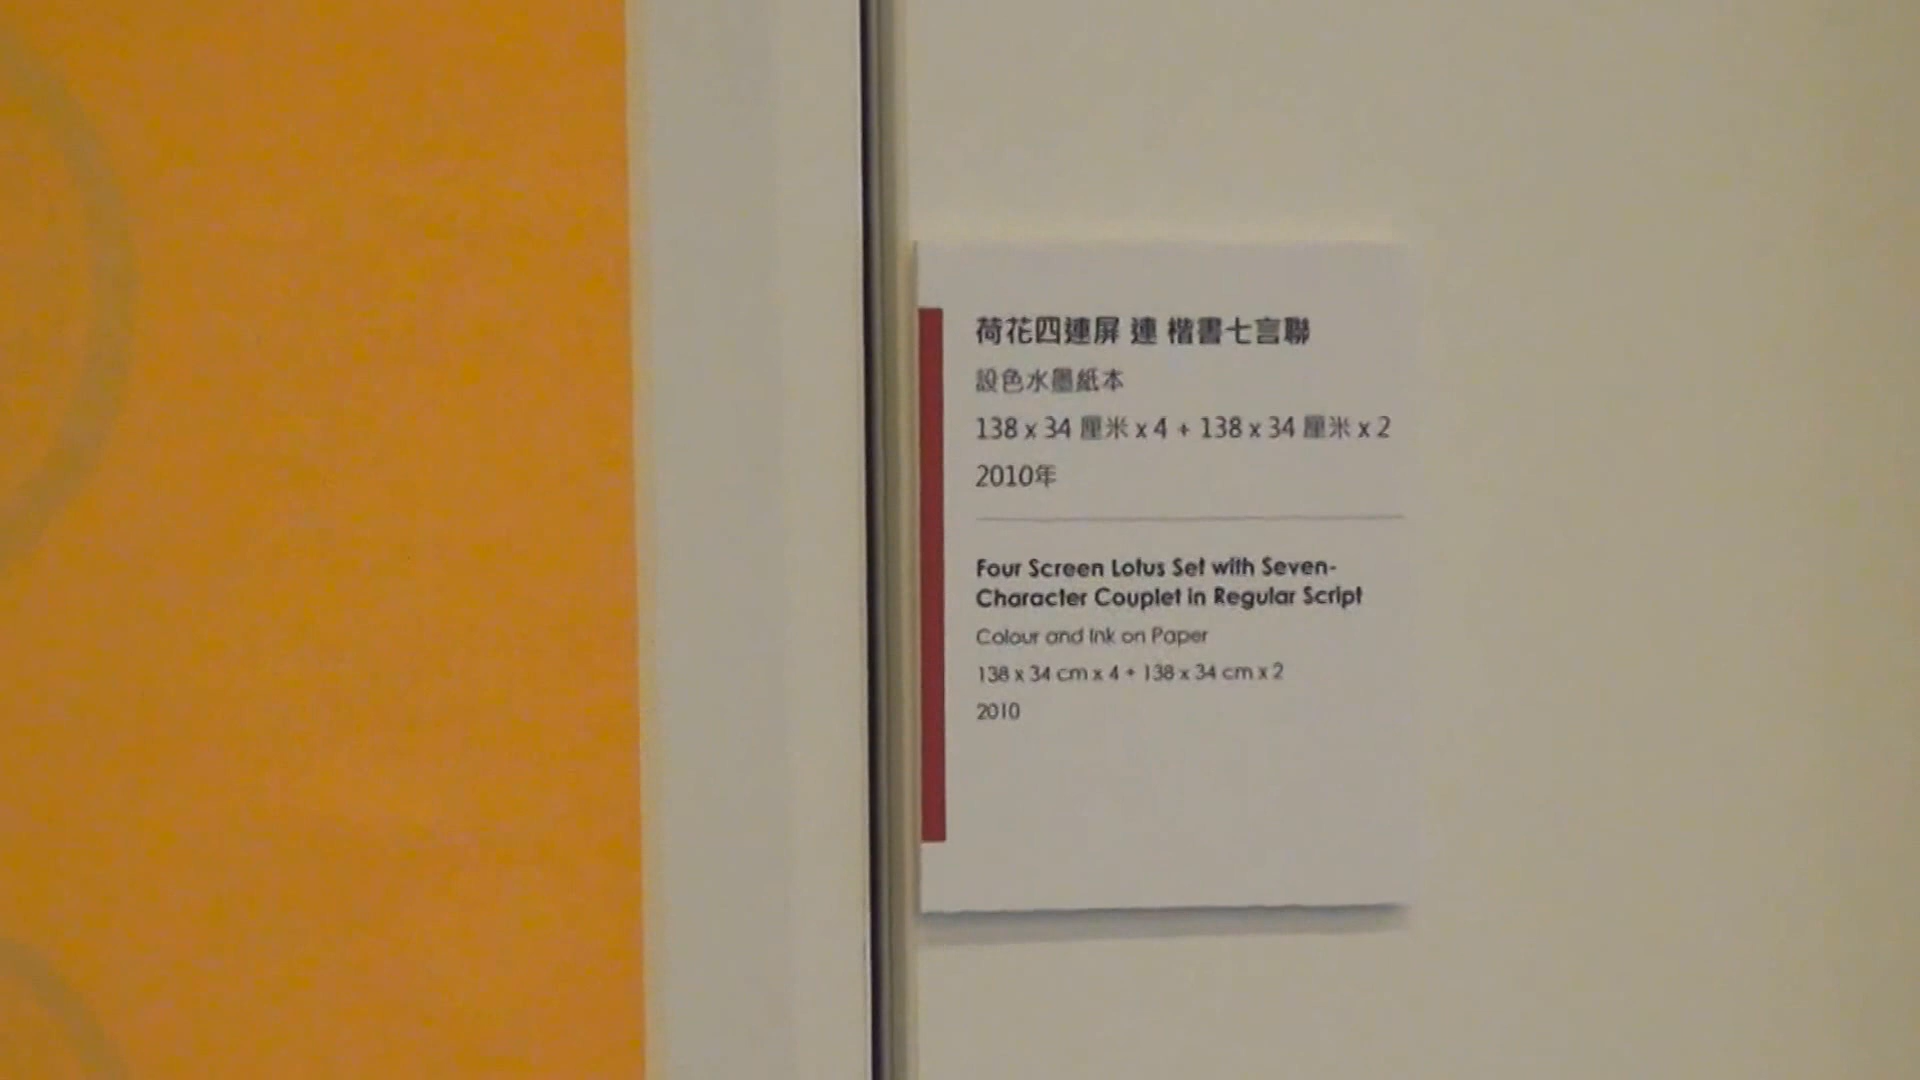 荷花四連屏 連 楷書七言聯
設色水墨紙本
138 x 34 厘米 x 4 + 138 x 34 厘米 x 2
2010年
Four Screen Lotus Set with Seven-
Character Couplet in Regular Script
Colour and Ink on Paper
138 x 34 cm x 4 + 138 x 34 cm x 2
2010